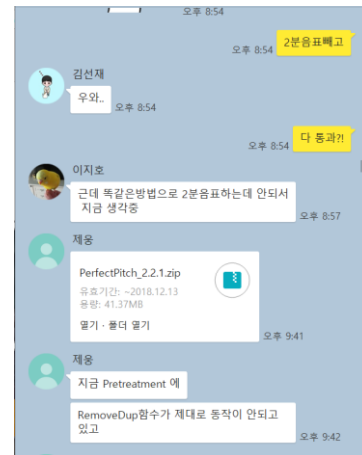 오후 8:54
2분음표빼고
오후 8:54
김선재
우와..
오후 8:54
다 통과?!
오후 8:54
이지호
근데 똑같은방법으로 2분음표하는데 안되서
지금 생각중
오후 8:57
제웅
PerfectPitch_2.2.1.zip
유효기간: ~2018.12.13
용량: 41.37MB
열기 · 폴더 열기
오후 9:41
제웅
지금 Pretreatment 에
RemoveDup함수가 제대로 동작이 안되고
있고
오후 9:42